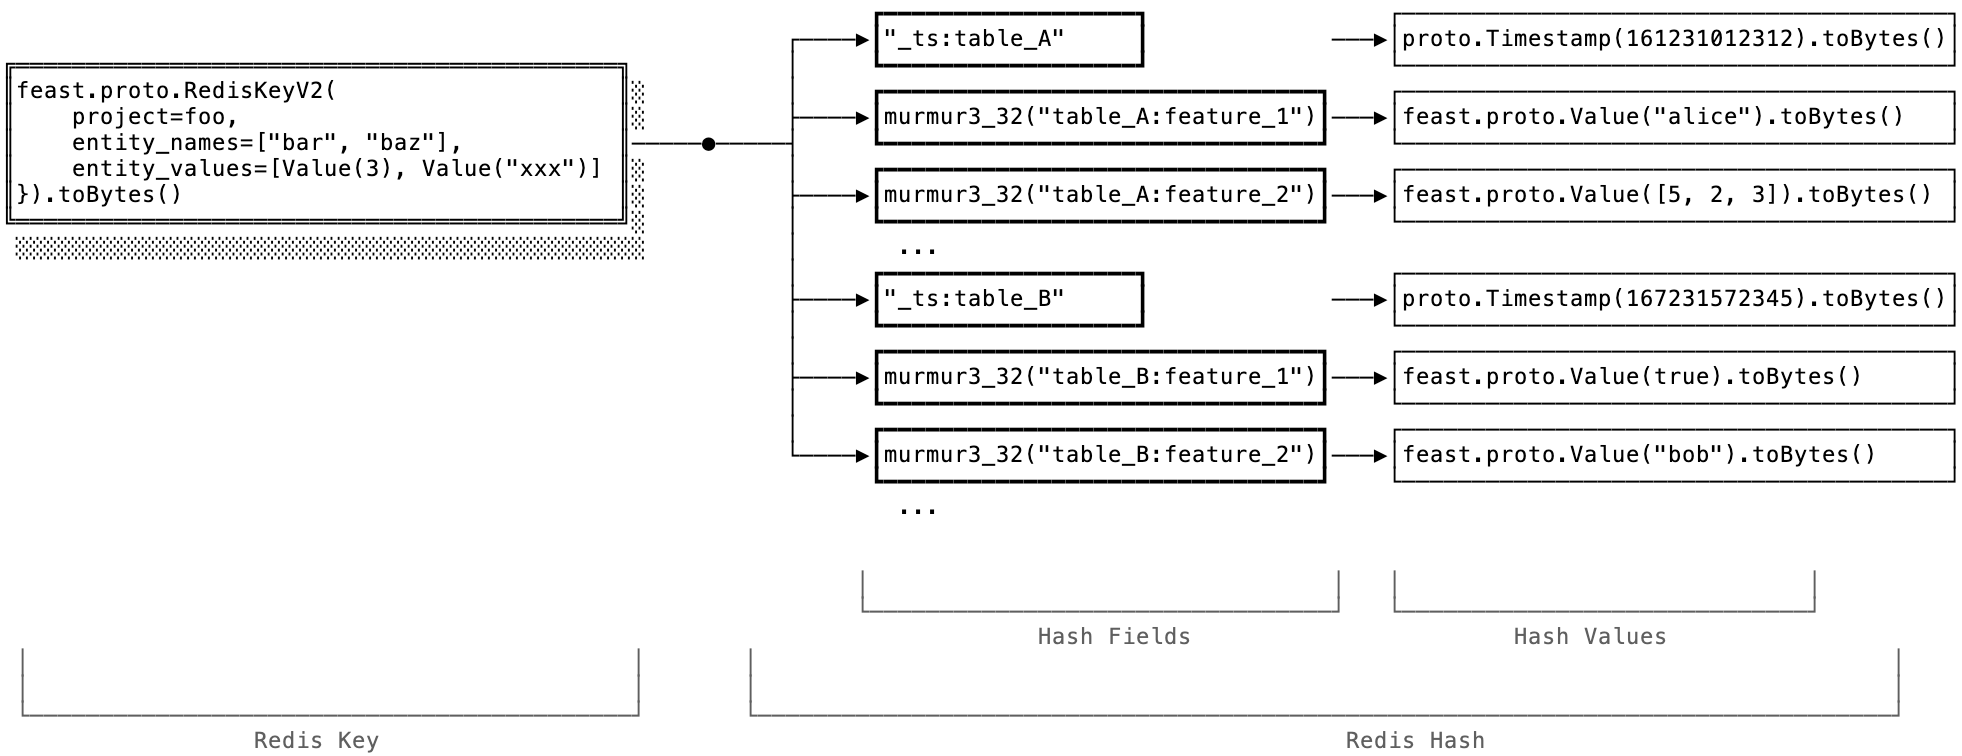 feast.proto.RedisKeyV2(
    project=foo,
    entity_names=["bar", "baz"],
    entity_values=[Value(3), Value("xxx")]
}).toBytes()
"_ts:table_A"
proto.Timestamp(161231012312).toBytes()
murmur3_32("table_A:feature_1")
feast.proto.Value("alice").toBytes()
murmur3_32("table_A:feature_2")
feast.proto.Value([5, 2, 3]).toBytes()
...
"_ts:table_B"
proto.Timestamp(167231572345).toBytes()
murmur3_32("table_B:feature_1")
feast.proto.Value(true).toBytes()
murmur3_32("table_B:feature_2")
feast.proto.Value("bob").toBytes()
...
Hash Fields
Hash Values
Redis Key
Redis Hash